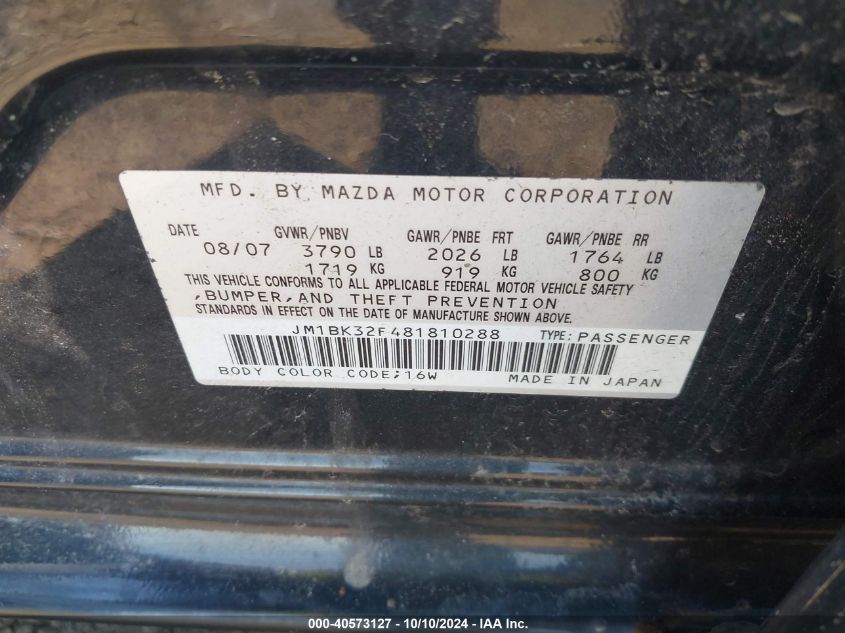 MFD. BY MAZDA MOTOR CORPORATION
DATE GVWR/PNBV GAWR/PNBE FRT GAWR/PNBE RR
08/07 3790 LB 2026 LB 1764 LB
1719 KG 919 KG 800 KG
THIS VEHICLE CONFORMS TO ALL APPLICABLE FEDERAL MOTOR VEHICLE SAFETY
,BUMPER,AND THEFT PREVENTION
STANDARDS IN EFFECT ON THE DATE OF MANUFACTURE SHOWN ABOVE.
JM1BK32F481810288 TYPE: PASSENGER
BODY COLOR CODE;16W MADE IN JAPAN
000-40573127 - 10/10/2024 - IAA Inc.